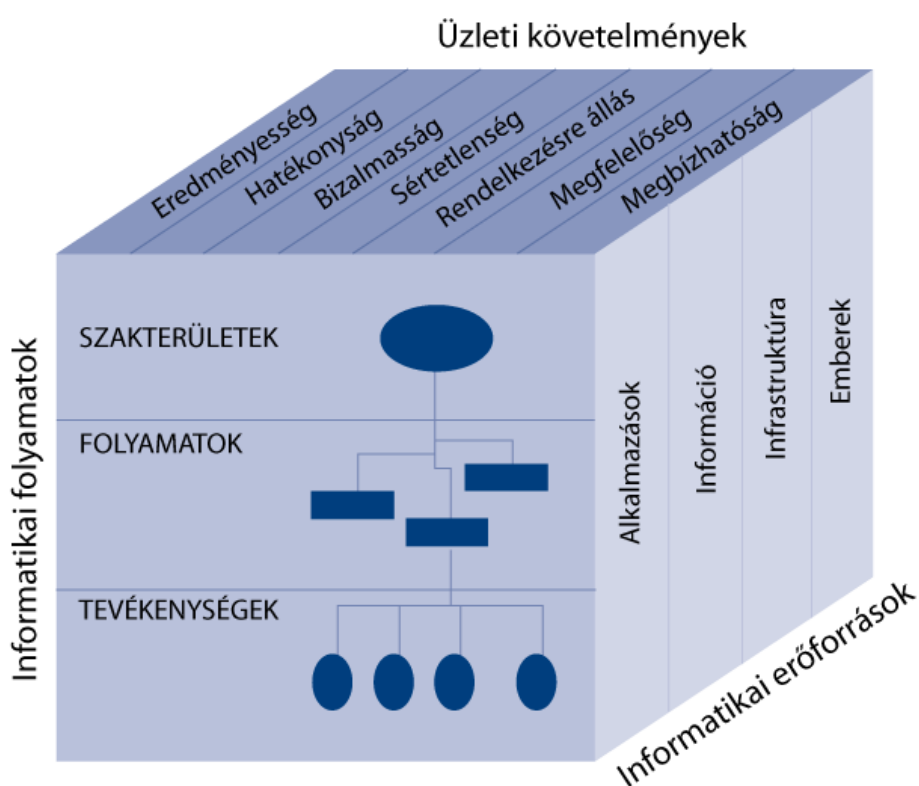 Üzleti követelmények
Eredményesség
Hatékonyság
Bizalmasság
Sértetlenség
Rendelkezésre állás
Megfelelőség
Megbízhatóság
Informatikai folyamatok
SZAKTERÜLETEK
FOLYAMATOK
TEVÉKENYSÉGEK
Alkalmazások
Információ
Infrastruktúra
Emberek
Informatikai erőforrások